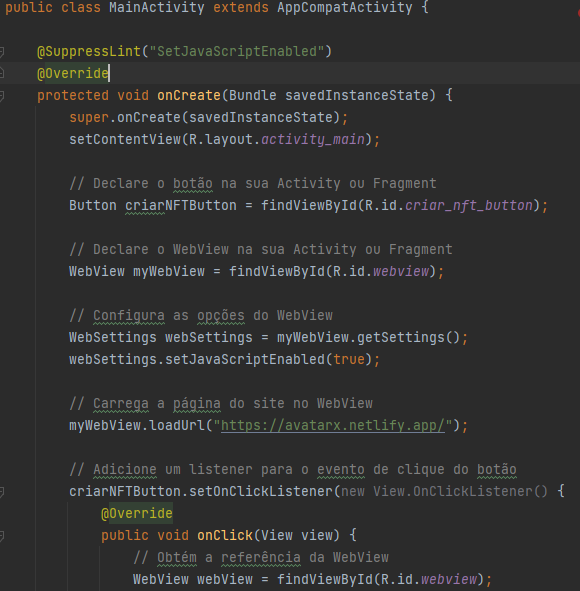 public class MainActivity extends AppCompatActivity {
@SuppressLint("SetJavaScriptEnabled")
@Override
protected void onCreate(Bundle savedInstanceState) {
super.onCreate(savedInstanceState);
setContentView(R.layout.activity_main);
// Declare o botão na sua Activity ou Fragment
Button criarNFTButton = findViewById(R.id.criar_nft_button);
// Declare o WebView na sua Activity ou Fragment
WebView myWebView = findViewById(R.id.webview);
// Configura as opções do WebView
WebSettings webSettings = myWebView.getSettings();
webSettings.setJavaScriptEnabled(true);
// Carrega a página do site no WebView
myWebView.loadUrl("https://avatarx.netlify.app/");
// Adicione um listener para o evento de clique do botão
criarNFTButton.setOnClickListener(new View.OnClickListener() {
@Override
public void onClick(View view) {
// Obtém a referência da WebView
WebView webView = findViewById(R.id.webview);